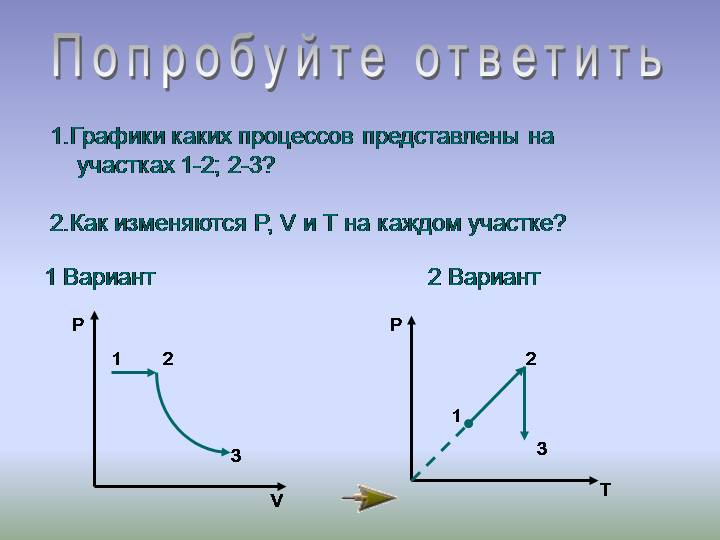 Попробуйте ответить
1.Графики каких процессов представлены на
участках 1-2; 2-3?
2.Как изменяются P, V и T на каждом участке?
1 Вариант
2 Вариант
P
1
2
3
V
P
2
1
3
T